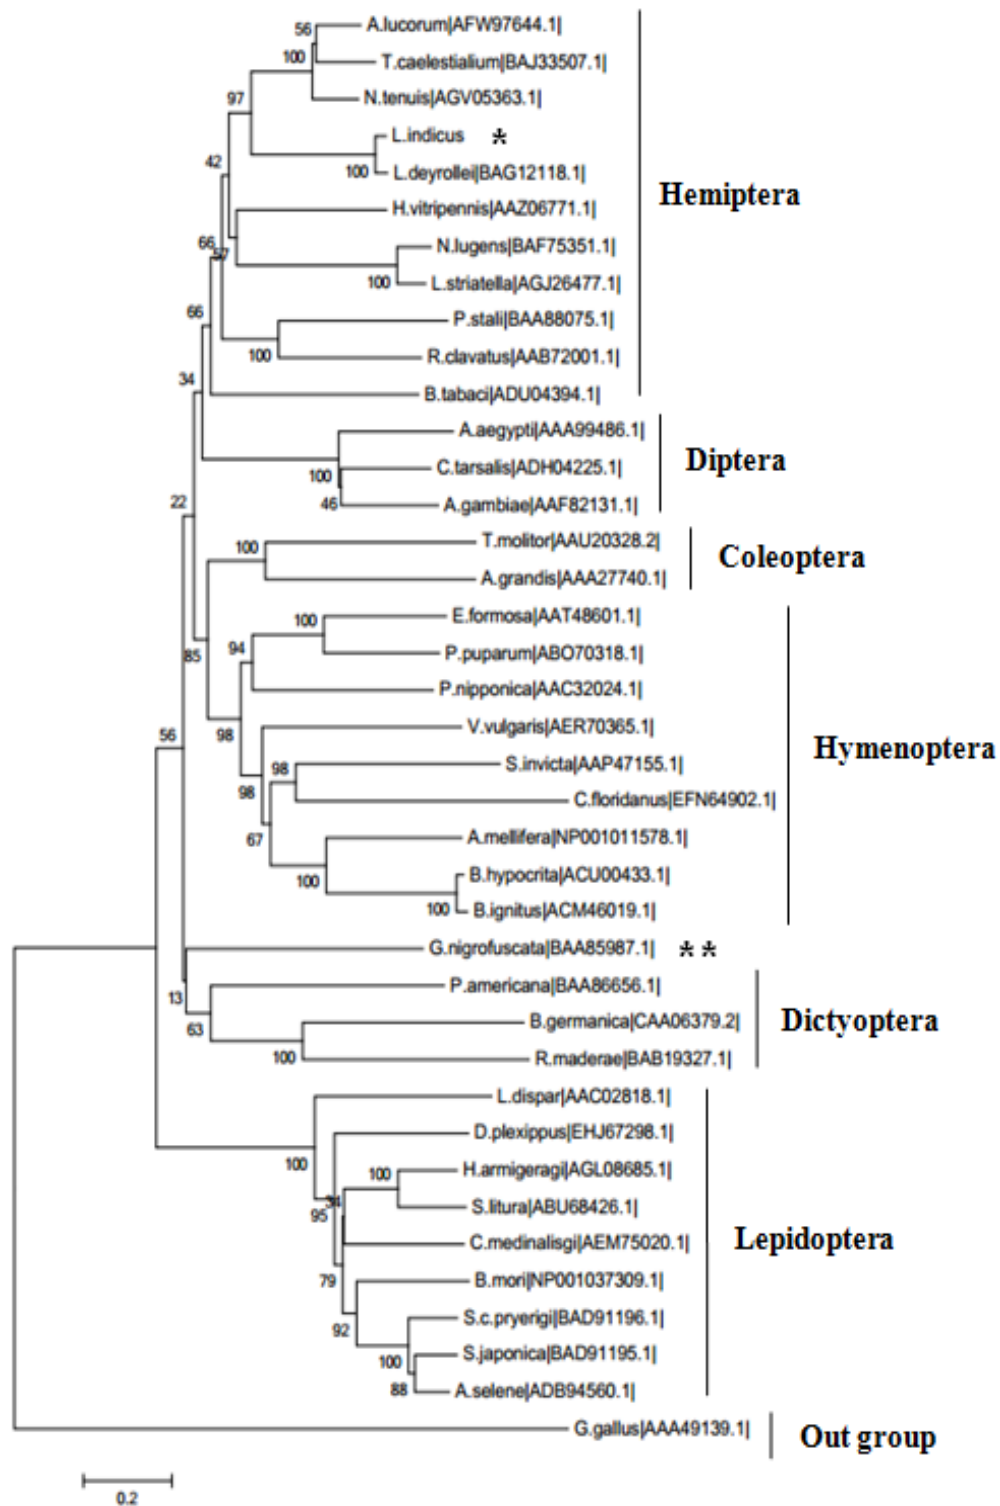 A.lucorum|AFW97644.1|
56
T.caelestialium|BAJ33507.1|
100
N.tenuis|AGV05363.1|
97
L.indicus *
L.deyrollei|BAG12118.1|
100
42
Hemiptera
H.vitripennis|AAZ06771.1|
66
57
N.lugens|BAF75351.1|
L.striatella|AGJ26477.1|
100
66
P.stali|BAA88075.1|
R.clavatus|AAB72001.1|
100
34
B.tabaci|ADU04394.1|
A.aegypti|AAA99486.1|
C.tarsalis|ADH04225.1|
100
Diptera
A.gambiae|AAF82131.1|
46
22
T.molitor|AAU20328.2|
100
Coleoptera
A.grandis|AAA27740.1|
E.formosa|AAT48601.1|
100
P.puparum|ABO70318.1|
94
85
P.nipponica|AAC32024.1|
98
56
V.vulgaris|AER70365.1|
Hymenoptera
S.invicta|AAP47155.1|
98
98
C.floridanus|EFN64902.1|
67
A.mellifera|NP001011578.1|
100
B.hypocrita|ACU00433.1|
B.ignitus|ACM46019.1|
100
G.nigrofuscata|BAA85987.1| **
13
P.americana|BAA86656.1|
63
B.germanica|CAA06379.2|
Dictyoptera
R.maderae|BAB19327.1|
100
L.dispar|AAC02818.1|
D.plexippus|EHJ67298.1|
100
H.armigeragi|AGL08685.1|
100
34
95
S.litura|ABU68426.1|
C.medinalisgi|AEM75020.1|
Lepidoptera
79
B.mori|NP001037309.1|
92
S.c.pryerigi|BAD91196.1|
S.japonica|BAD91195.1|
100
A.selene|ADB94560.1|
88
G.gallus|AAA49139.1|
Out group
0.2